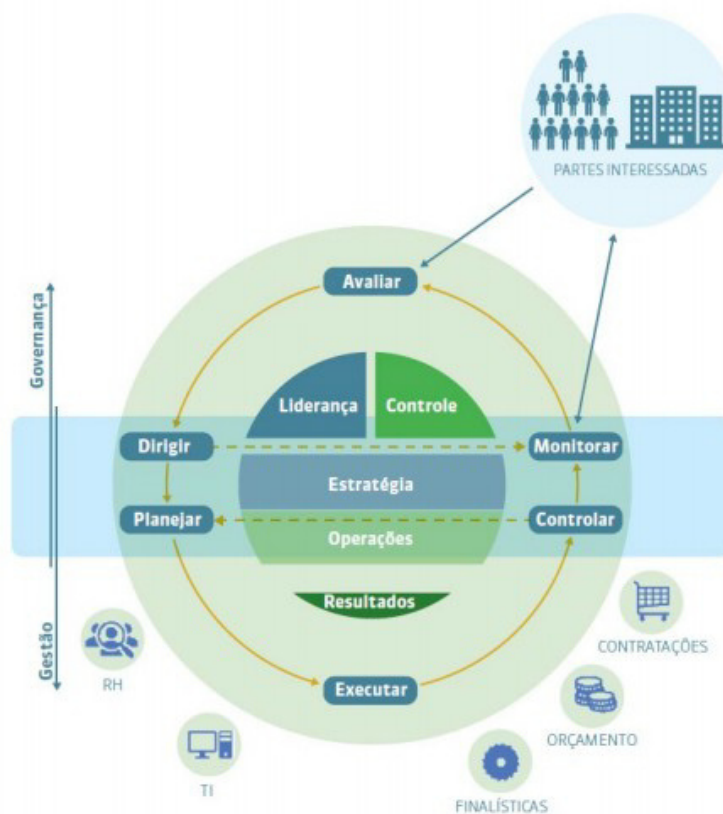 PARTES INTERESSADAS
Avaliar
Governança
Liderança
Controle
Dirigir
Monitorar
Estratégia
Planejar
Controlar
Operações
Resultados
Gestão
Executar
RH
TI
FINALÍSTICAS
ORÇAMENTO
CONTRATAÇÕES